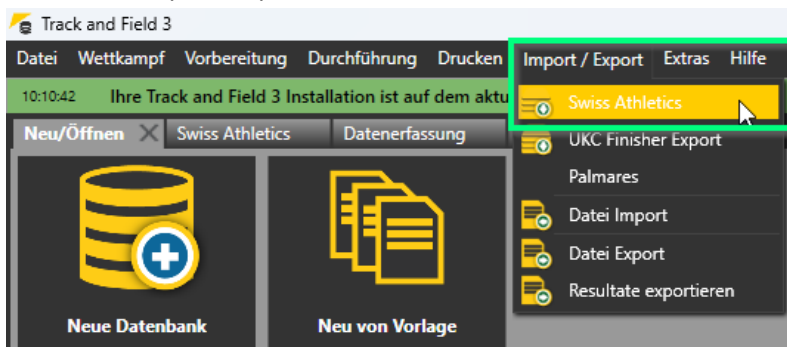 Track and Field 3
Datei Wettkampf Vorbereitung Durchführung Drucken Import / Export Extras Hilfe
10:10:42 Ihre Track and Field 3 Installation ist auf dem aktu
Swiss Athletics
Neu/Öffnen Swiss Athletics Datenerfassung
UKC Finisher Export
Palmares
Datei Import
Datei Export
Resultate exportieren
Neue Datenbank
Neu von Vorlage